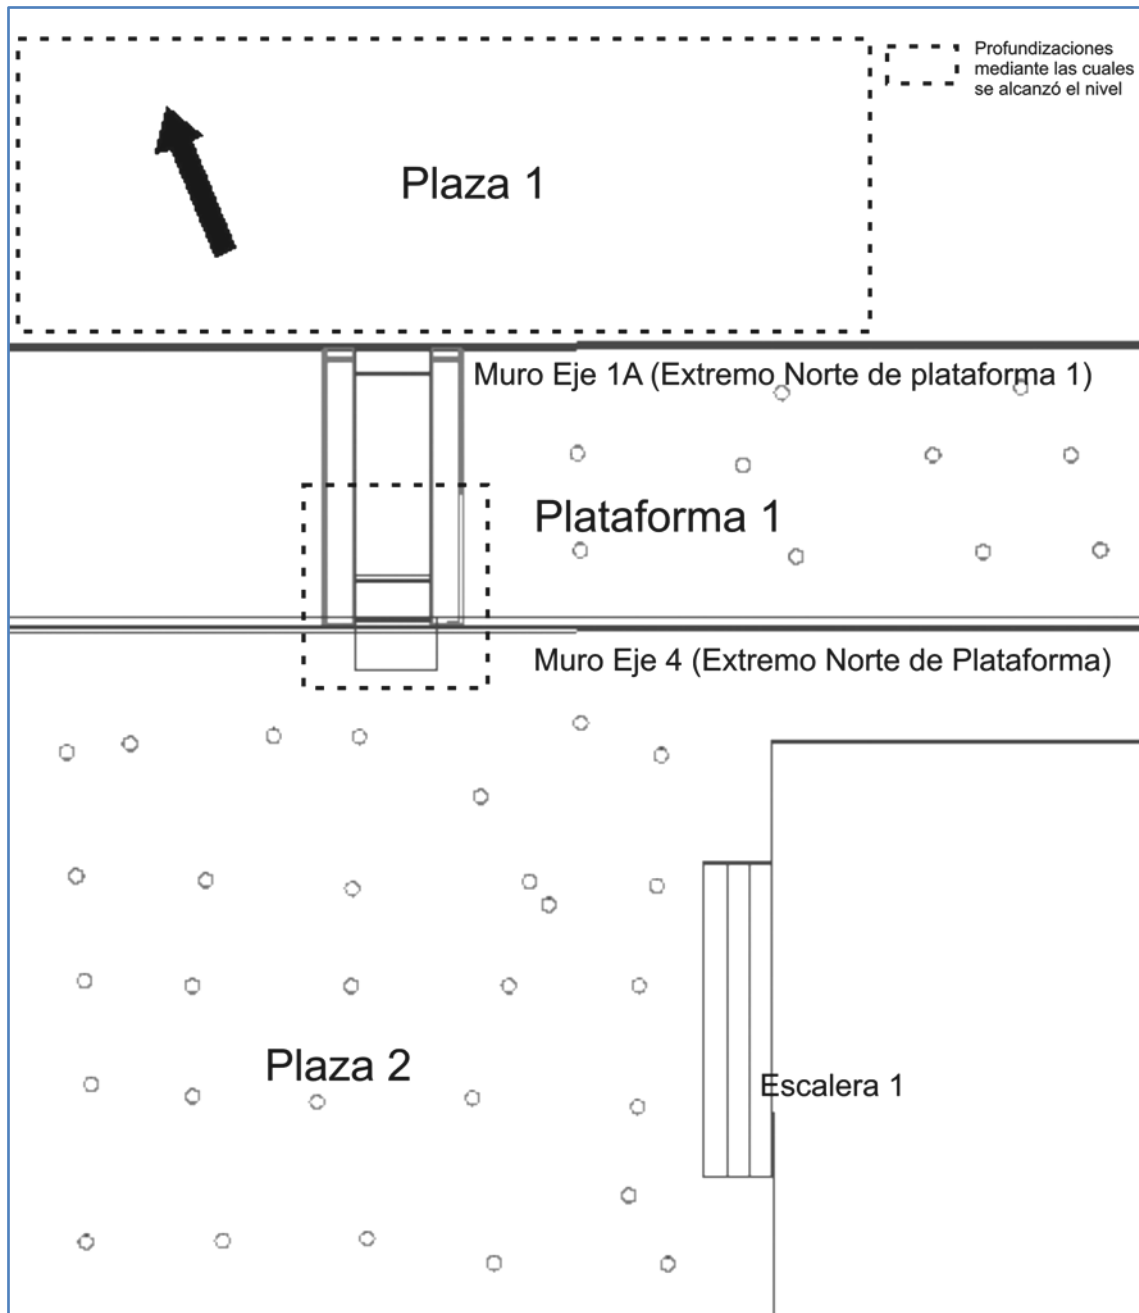 Profundizaciones
mediante las cuales
se alcanzó el nivel
Plaza 1
Muro Eje 1A (Extremo Norte de plataforma 1)
Plataforma 1
Muro Eje 4 (Extremo Norte de Plataforma)
Plaza 2
Escalera 1